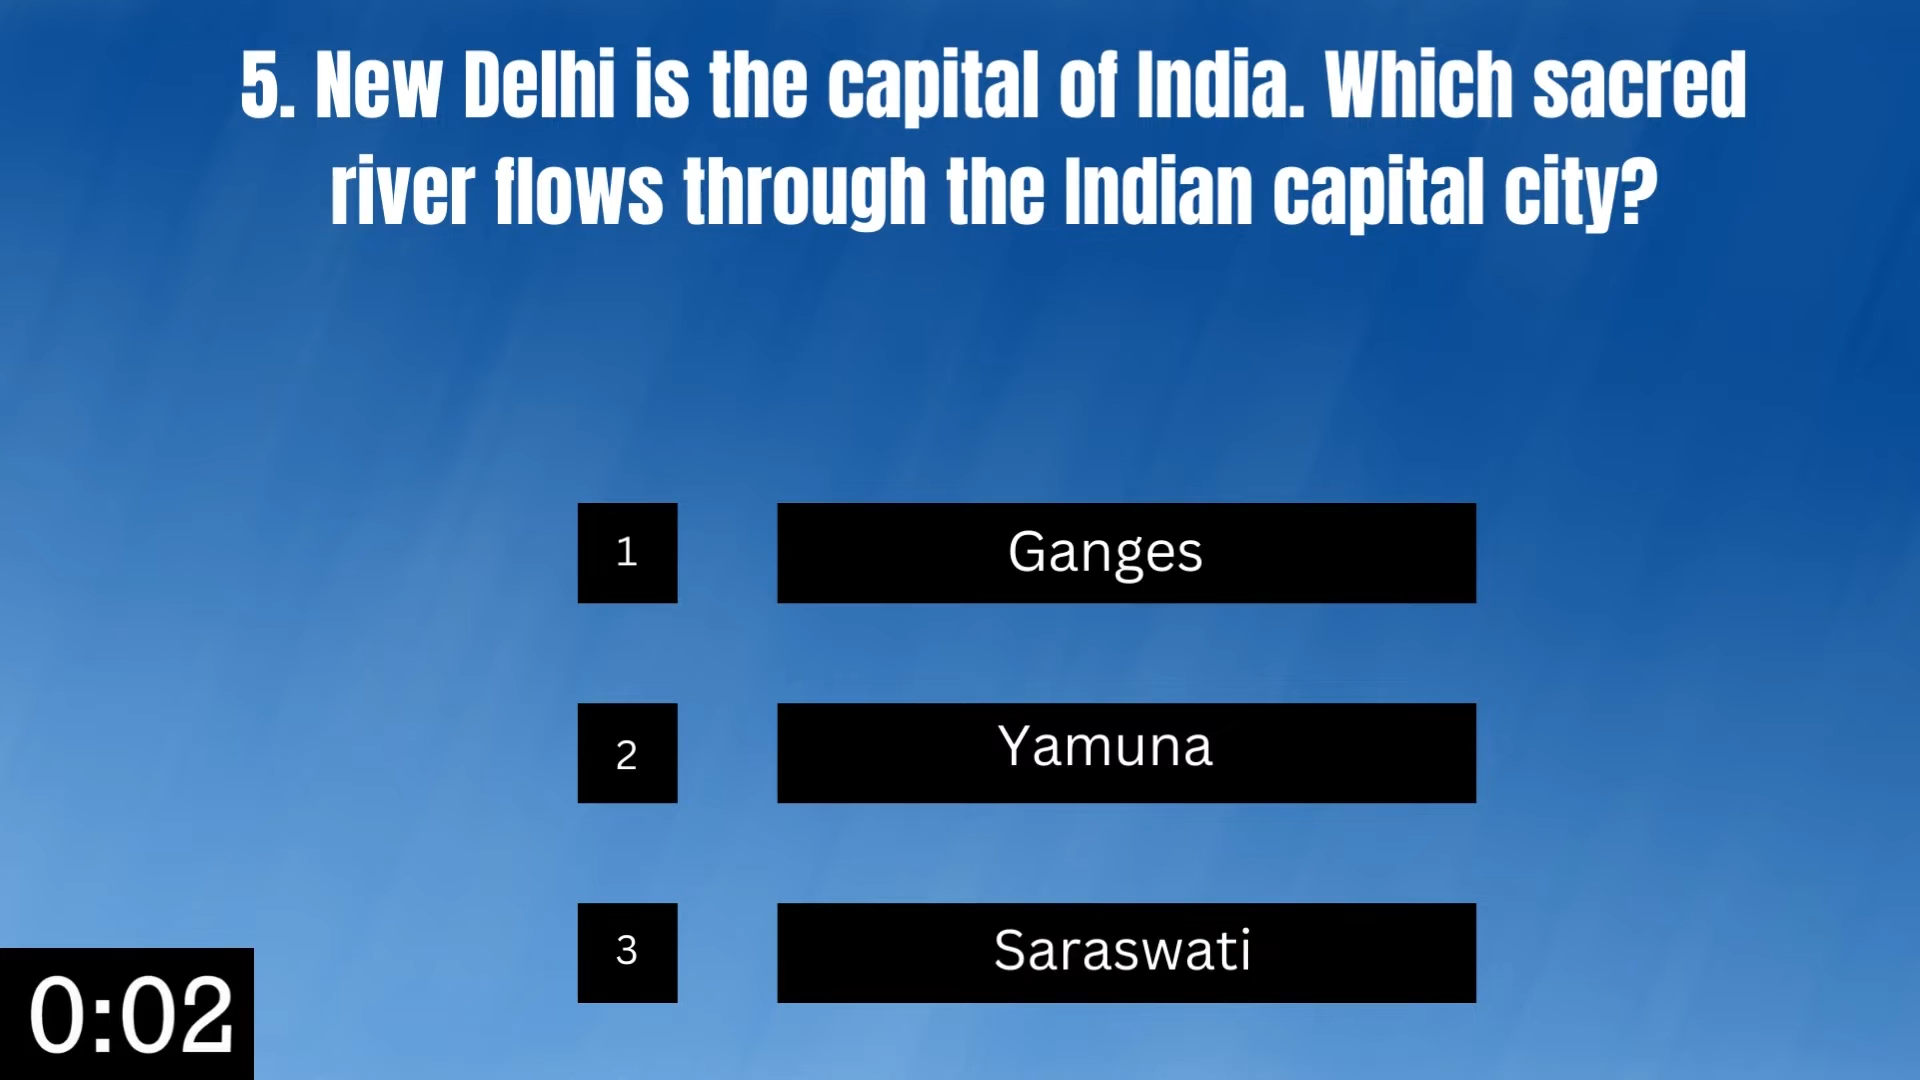 5. New Delhi is the capital of India. Which sacred
river flows through the Indian capital city?
1 Ganges
2 Yamuna
3 Saraswati
0:02